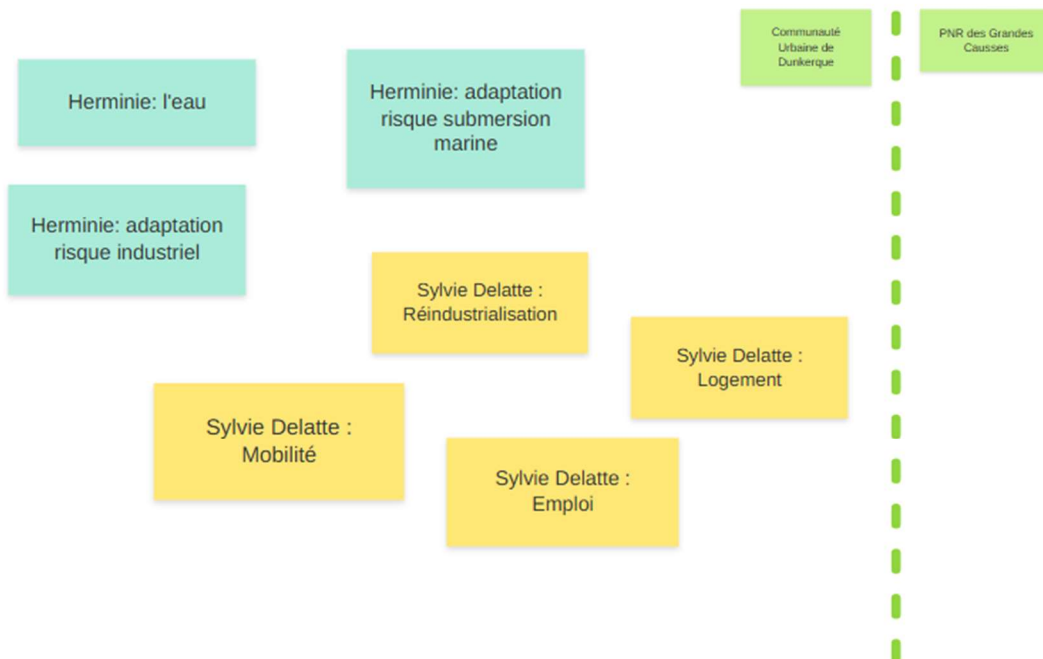 Communauté
Urbaine de
Dunkerque
PNR des Grandes
Causses
Herminie: l'eau
Herminie: adaptation
risque submersion
marine
Herminie: adaptation
risque industriel
Sylvie Delatte :
Réindustrialisation
Sylvie Delatte :
Logement
Sylvie Delatte :
Mobilité
Sylvie Delatte :
Emploi